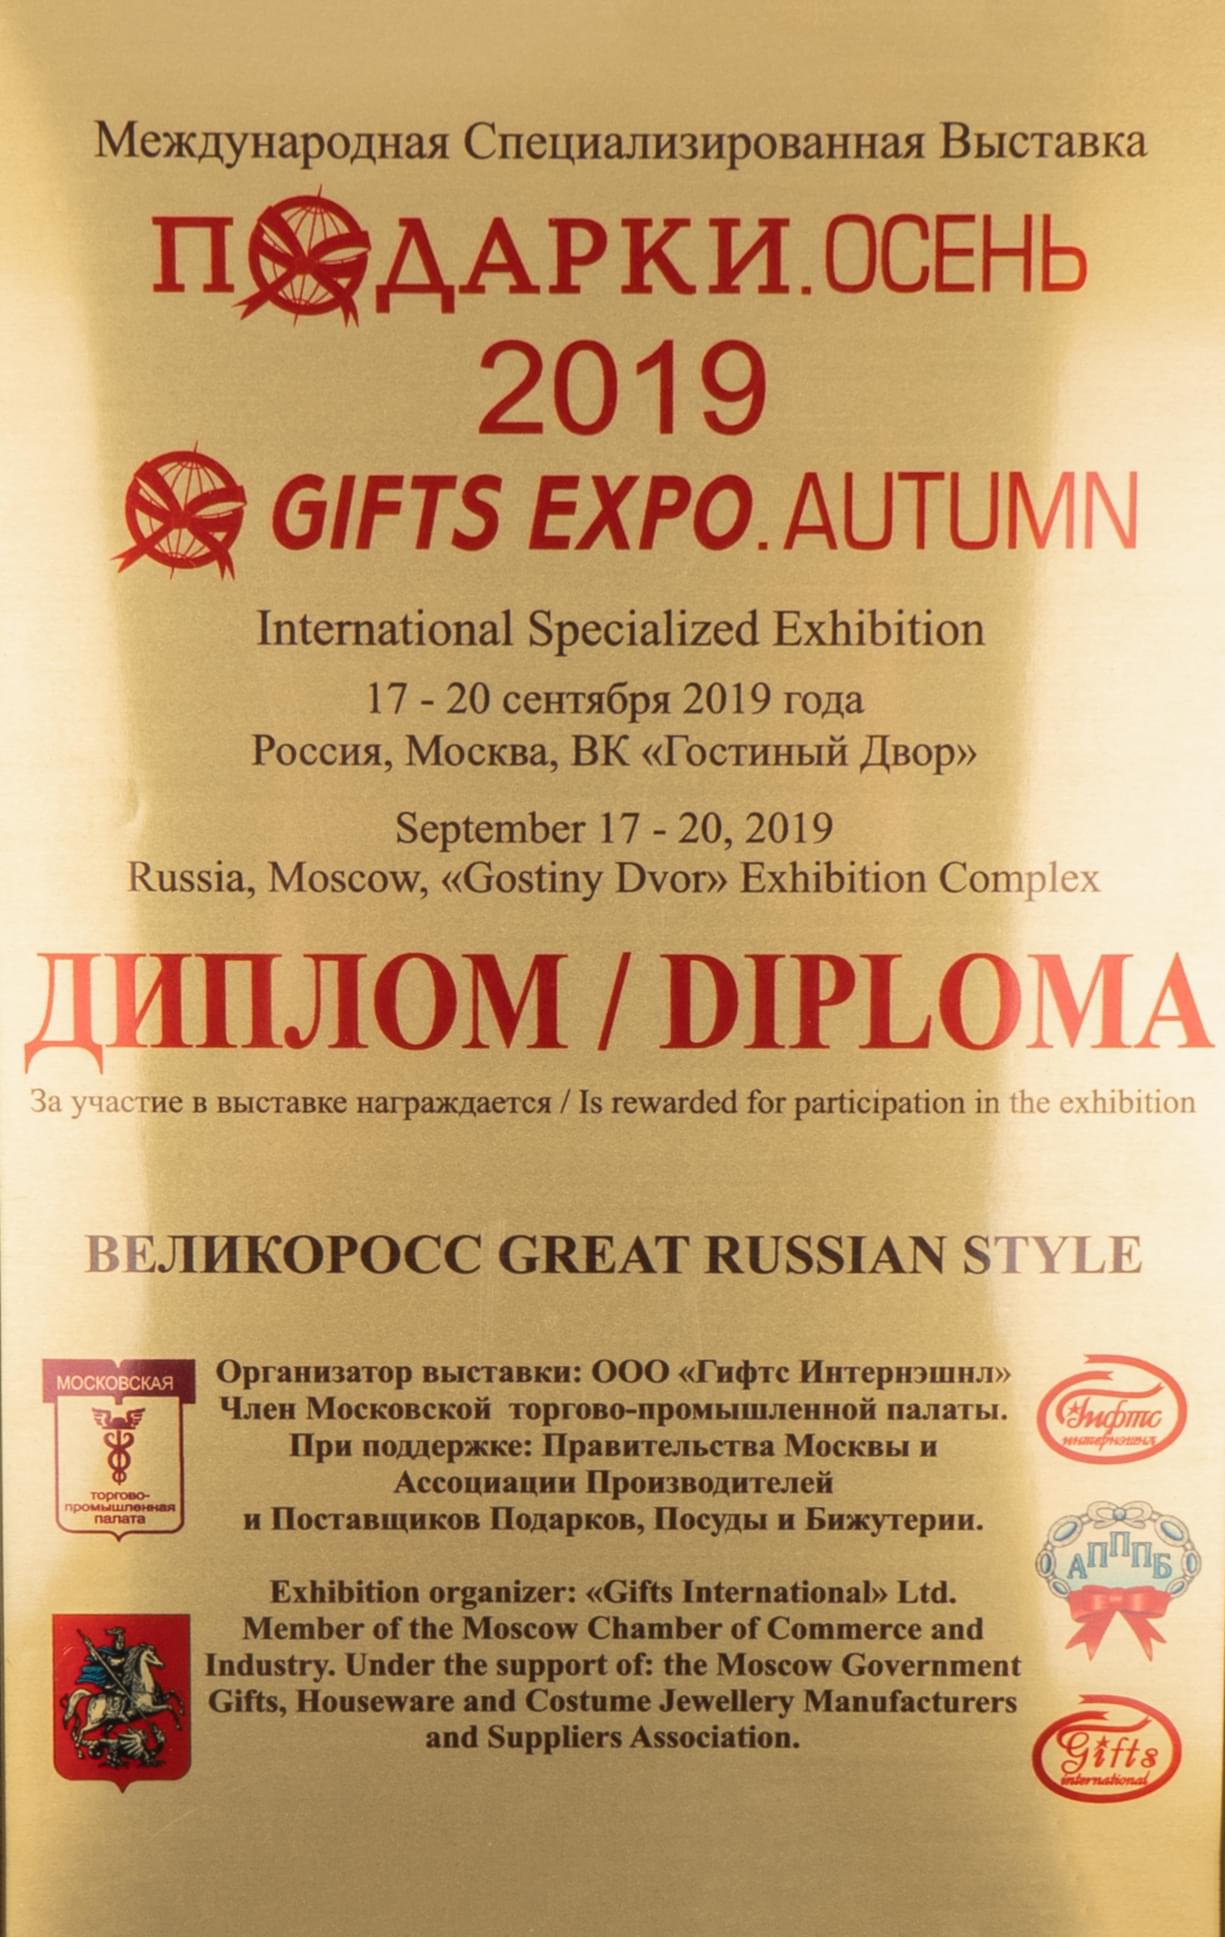 Международная Специализированная Выставка
ПОДАРКИ.ОСЕНЬ
2019
GIFTS EXPO.AUTUMN
International Specialized Exhibition
17 - 20 сентября 2019 года
Россия, Москва, ВК «Гостиный Двор»
September 17 - 20, 2019
Russia, Moscow, «Gostiny Dvor» Exhibition Complex
ДИПЛОМ / DIPLOMA
За участие в выставке награждается / Is rewarded for participation in the exhibition
ВЕЛИКОРОСС GREAT RUSSIAN STYLE
МОСКОВСКАЯ
торгово-
промышленная
палата
Организатор выставки: ООО «Гифтс Интернэшнл»
Член Московской торгово-промышленной палаты.
При поддержке: Правительства Москвы и
Ассоциации Производителей
и Поставщиков Подарков, Посуды и Бижутерии.
Гифтс
интернэшнл
АПППБ
Exhibition organizer: «Gifts International» Ltd.
Member of the Moscow Chamber of Commerce and
Industry. Under the support of: the Moscow Government
Gifts, Houseware and Costume Jewellery Manufacturers
and Suppliers Association.
Gifts
international